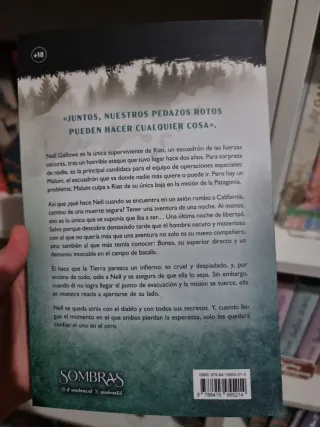 +18
«JUNTOS, NUESTROS PEDAZOS ROTOS
PUEDEN HACER CUALQUIER COSA».
Nell Gallows es la única superviviente de Riøt, un escuadrón de las fuerzas
oscuras, tras un horrible ataque que tuvo lugar hace dos años. Para sorpresa
de nadie, es la principal candidata para el equipo de operaciones especiales
Malum, el escuadrón que va donde nadie más quiere o puede ir. Pero hay un
problema: Malum culpa a Riøt de su única baja en la misión de la Patagonia.
Así que ¿qué hace Nell cuando se encuentra en un avión rumbo a California,
camino de una muerte segura? Tener una aventura de una noche. Al menos,
eso es lo único que se suponía que iba a ser… Una última noche de libertad.
Salvo porque descubre demasiado tarde que el hombre oscuro y misterioso
con el que no quería más que una aventura no solo es su nuevo compañero,
sino también al que más temía conocer: Bones, su superior directo y un
demonio intocable en el campo de batalla.
Él hace que la Tierra parezca un infierno: es cruel y despiadado, y, por
encima de todo, odia a Nell y se asegura de que ella lo sepa. Sin embargo,
cuando él no logra llegar al punto de evacuación y la misión se tuerce, ella
se muestra reacia a apartarse de su lado.
Nell se queda atrás con el diablo y con todos sus secretos. Y, cuando
llegue el momento en el que ambos pierdan la esperanza, solo les quedará
confiar el uno en el otro.
SOMBRAS